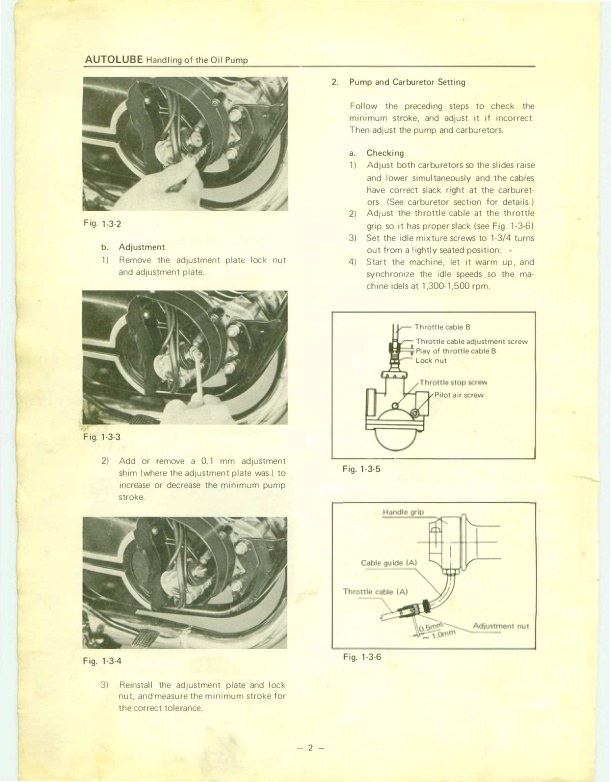 AUTOLUBE Handling of the Oil Pump
Fig. 1-3-2
b. Adjustment
1) Remove the adjustment plate lock nut
and adjustment plate.
Fig. 1-3-3
2) Add or remove a 0.1 mm adjustment
shim (where the adjustment plate was.) to
increase or decrease the minimum pump
stroke.
Fig. 1-3-4
3) Reinstall the adjustment plate and lock
nut, and measure the minimum stroke for
the correct tolerance.
2. Pump and Carburetor Setting
Follow the preceding steps to check the
minimum stroke, and adjust it if incorrect.
Then adjust the pump and carburetors.
a. Checking
1) Adjust both carburetors so the slides raise
and lower simultaneously and the cables
have correct slack right at the carburet-
ors. (See carburetor section for details.)
2) Adjust the throttle cable at the throttle
grip so it has proper slack (see Fig. 1-3-6)
3) Set the idle mixture screws to 1-3/4 turns
out from a lightly seated position.
4) Start the machine, let it warm up, and
synchronize the idle speeds so the ma-
chine idels at 1,300-1,500 rpm.
Throttle cable B
Throttle cable adjustment screw
Play of throttle cable B
Lock nut
Throttle stop screw
Pilot air screw
Fig. 1-3-5
Handle grip
Cable guide (A)
Throttle cable (A)
Adjustment nut
0.5mm
~ 1.0mm
Fig. 1-3-6
— 2 —